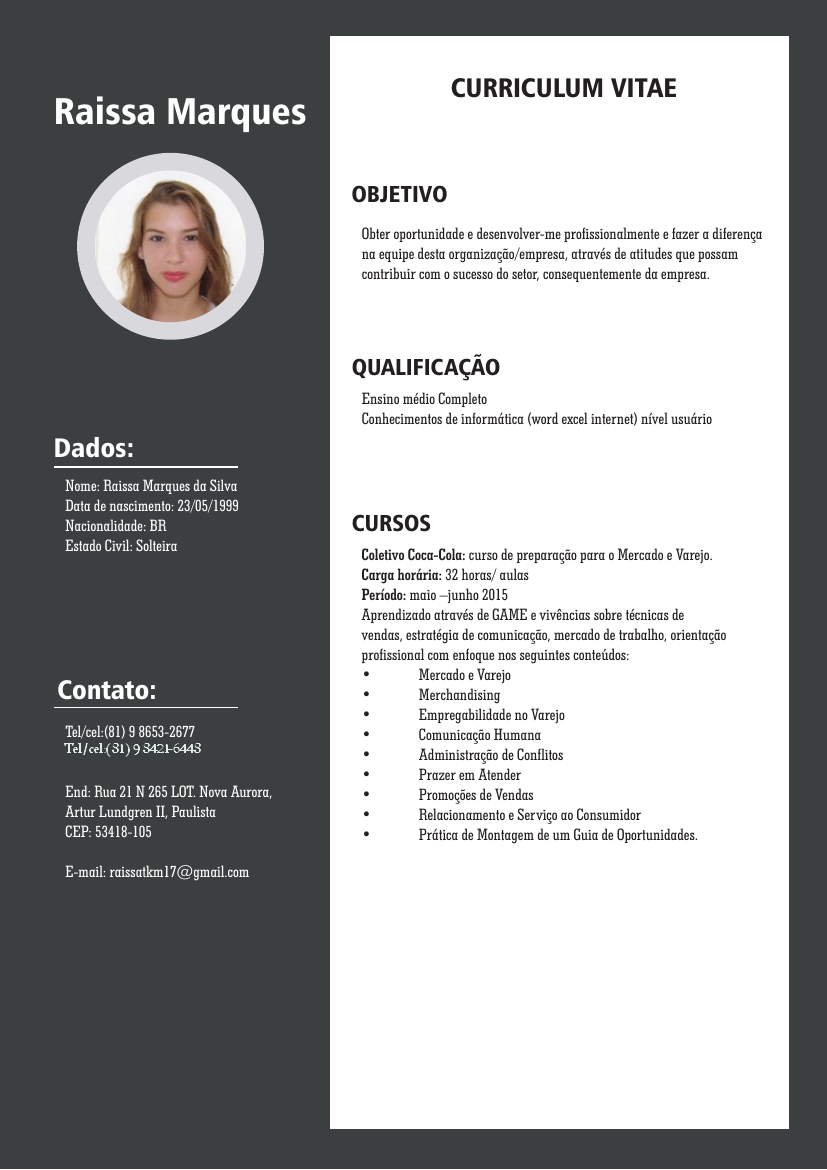 Raissa Marques
Dados:
Nome: Raissa Marques da Silva
Data de nascimento: 23/05/1999
Nacionalidade: BR
Estado Civil: Solteira
Contato:
Tel/cel:(81) 9 8653-2677
Tel/cel:(81) 9 8421-6448
End: Rua 21 N 265 LOT. Nova Aurora,
Artur Lundgren II, Paulista
CEP: 53418-105
E-mail: raissatkm17@gmail.com
CURRICULUM VITAE
OBJETIVO
Obter oportunidade e desenvolver-me profissionalmente e fazer a diferença
na equipe desta organização/empresa, através de atitudes que possam
contribuir com o sucesso do setor, consequentemente da empresa.
QUALIFICAÇÃO
Ensino médio Completo
Conhecimentos de informática (word excel internet) nível usuário
CURSOS
Coletivo Coca-Cola: curso de preparação para o Mercado e Varejo.
Carga horária: 32 horas/ aulas
Período: maio –junho 2015
Aprendizado através de GAME e vivências sobre técnicas de
vendas, estratégia de comunicação, mercado de trabalho, orientação
profissional com enfoque nos seguintes conteúdos:
• Mercado e Varejo
• Merchandising
• Empregabilidade no Varejo
• Comunicação Humana
• Administração de Conflitos
• Prazer em Atender
• Promoções de Vendas
• Relacionamento e Serviço ao Consumidor
• Prática de Montagem de um Guia de Oportunidades.